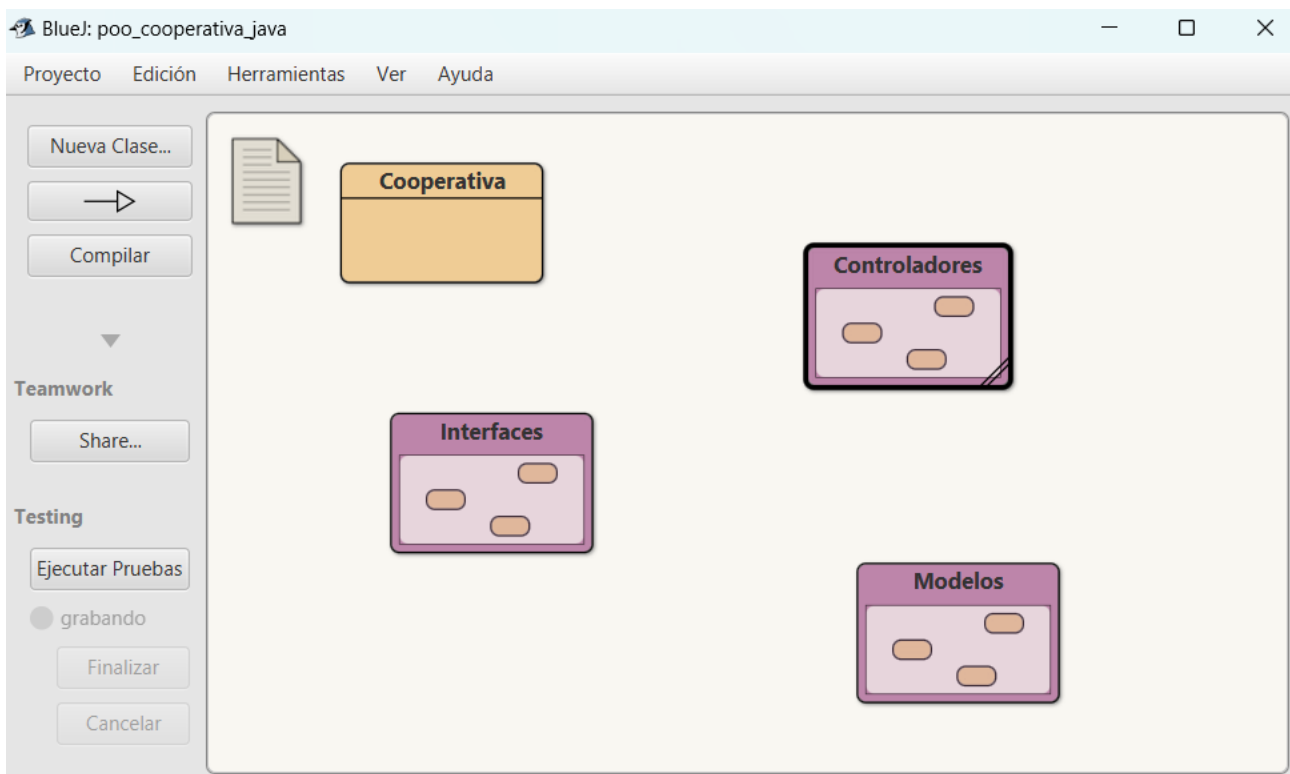 BlueJ: poo_cooperativa_java
Proyecto Edición Herramientas Ver Ayuda
Nueva Clase...
Compilar
Teamwork
Share...
Testing
Ejecutar Pruebas
grabando
Finalizar
Cancelar
Cooperativa
Controladores
Interfaces
Modelos